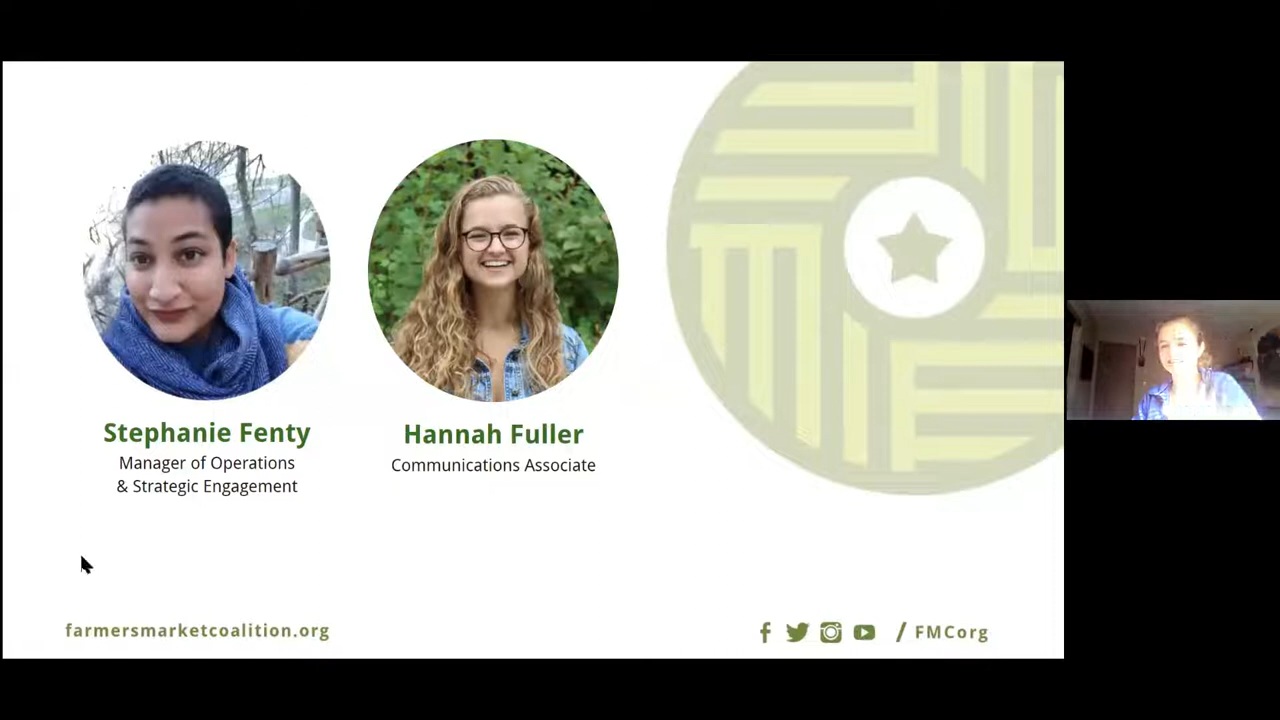 Stephanie Fenty
Manager of Operations
& Strategic Engagement
Hannah Fuller
Communications Associate
farmersmarketcoalition.org
/ FMCorg